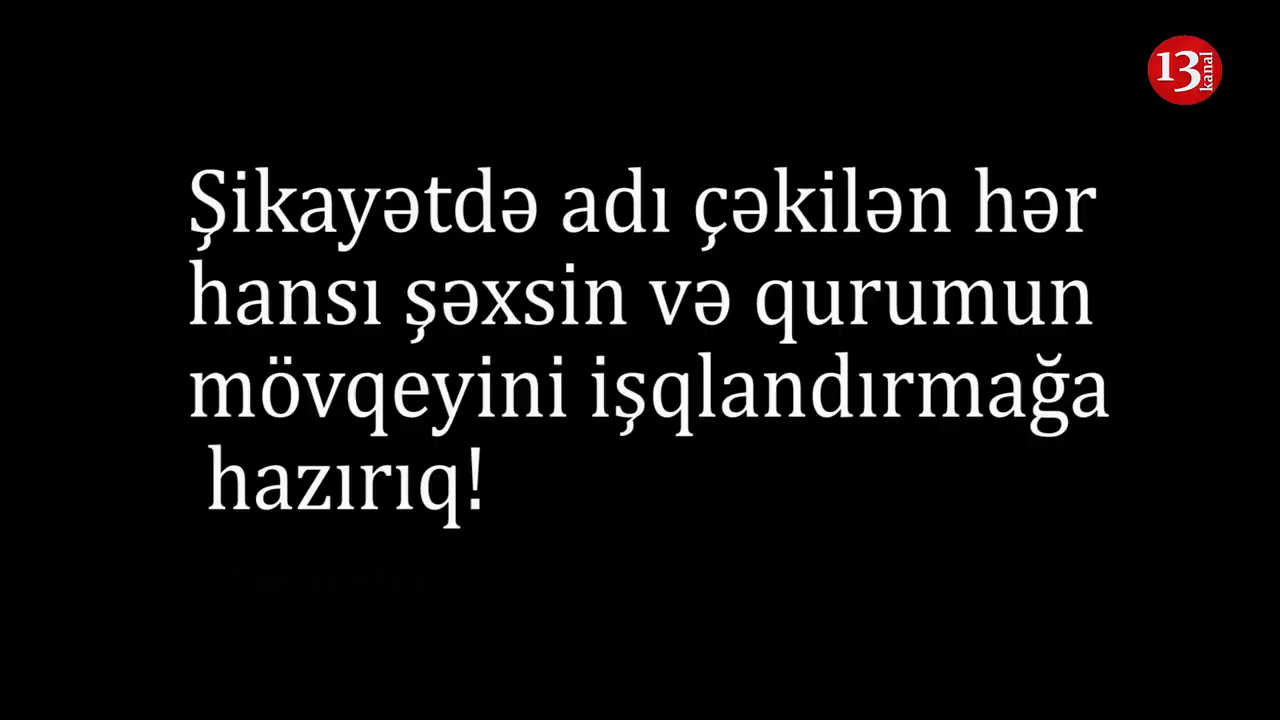 13 kanal
Şikayətdə adı çəkilən hər
hansı şəxsin və qurumun
mövqeyini işqlandırmağa
hazırıq!